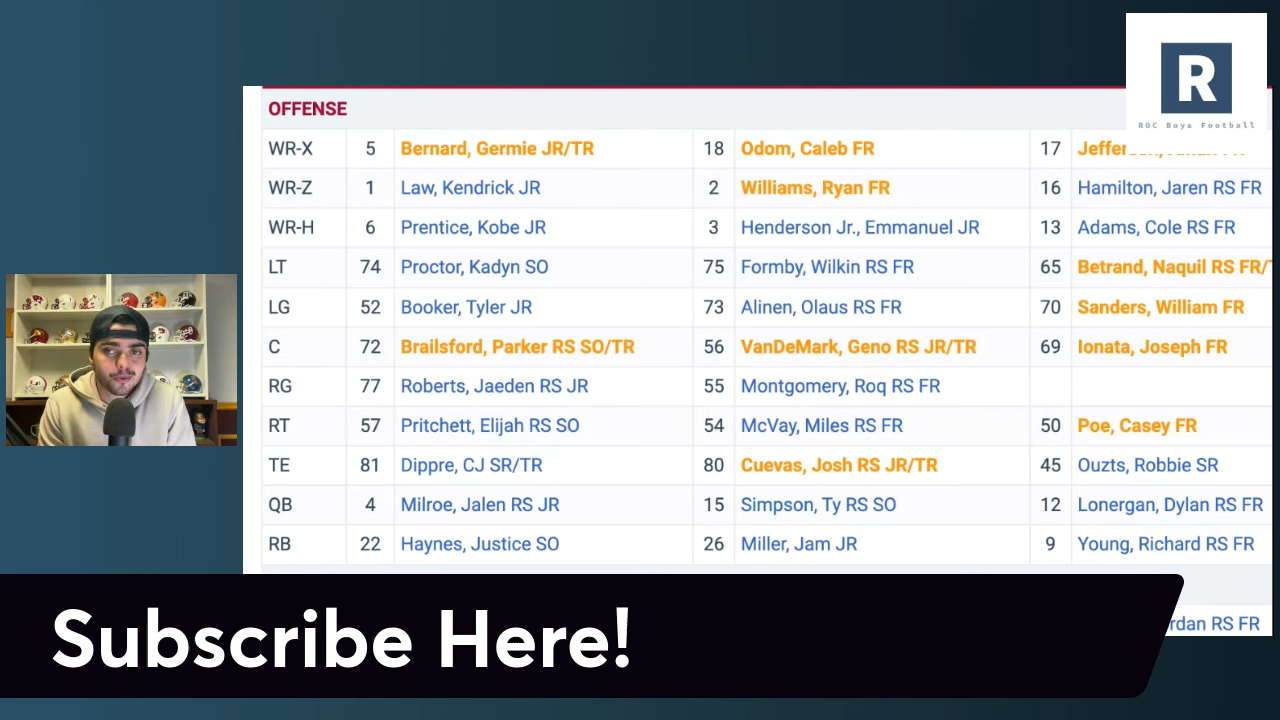 R
ROC Boys Football
OFFENSE
WR-X 5 Bernard, Germie JR/TR 18 Odom, Caleb FR 17
WR-Z 1 Law, Kendrick JR 2 Williams, Ryan FR 16 Hamilton, Jaren RS FR
WR-H 6 Prentice, Kobe JR 3 Henderson Jr., Emmanuel JR 13 Adams, Cole RS FR
LT 74 Proctor, Kadyn SO 75 Formby, Wilkin RS FR 65 Betrand, Naquil RS FR/
LG 52 Booker, Tyler JR 73 Alinen, Olaus RS FR 70 Sanders, William FR
C 72 Brailsford, Parker RS SO/TR 56 VanDeMark, Geno RS JR/TR 69 Ionata, Joseph FR
RG 77 Roberts, Jaeden RS JR 55 Montgomery, Roq RS FR
RT 57 Pritchett, Elijah RS SO 54 McVay, Miles RS FR 50 Poe, Casey FR
TE 81 Dippre, CJ SR/TR 80 Cuevas, Josh RS JR/TR 45 Ouzts, Robbie SR
QB 4 Milroe, Jalen RS JR 15 Simpson, Ty RS SO 12 Lonergan, Dylan RS FR
RB 22 Haynes, Justice SO 26 Miller, Jam JR 9 Young, Richard RS FR
rdan RS FR
Subscribe Here!